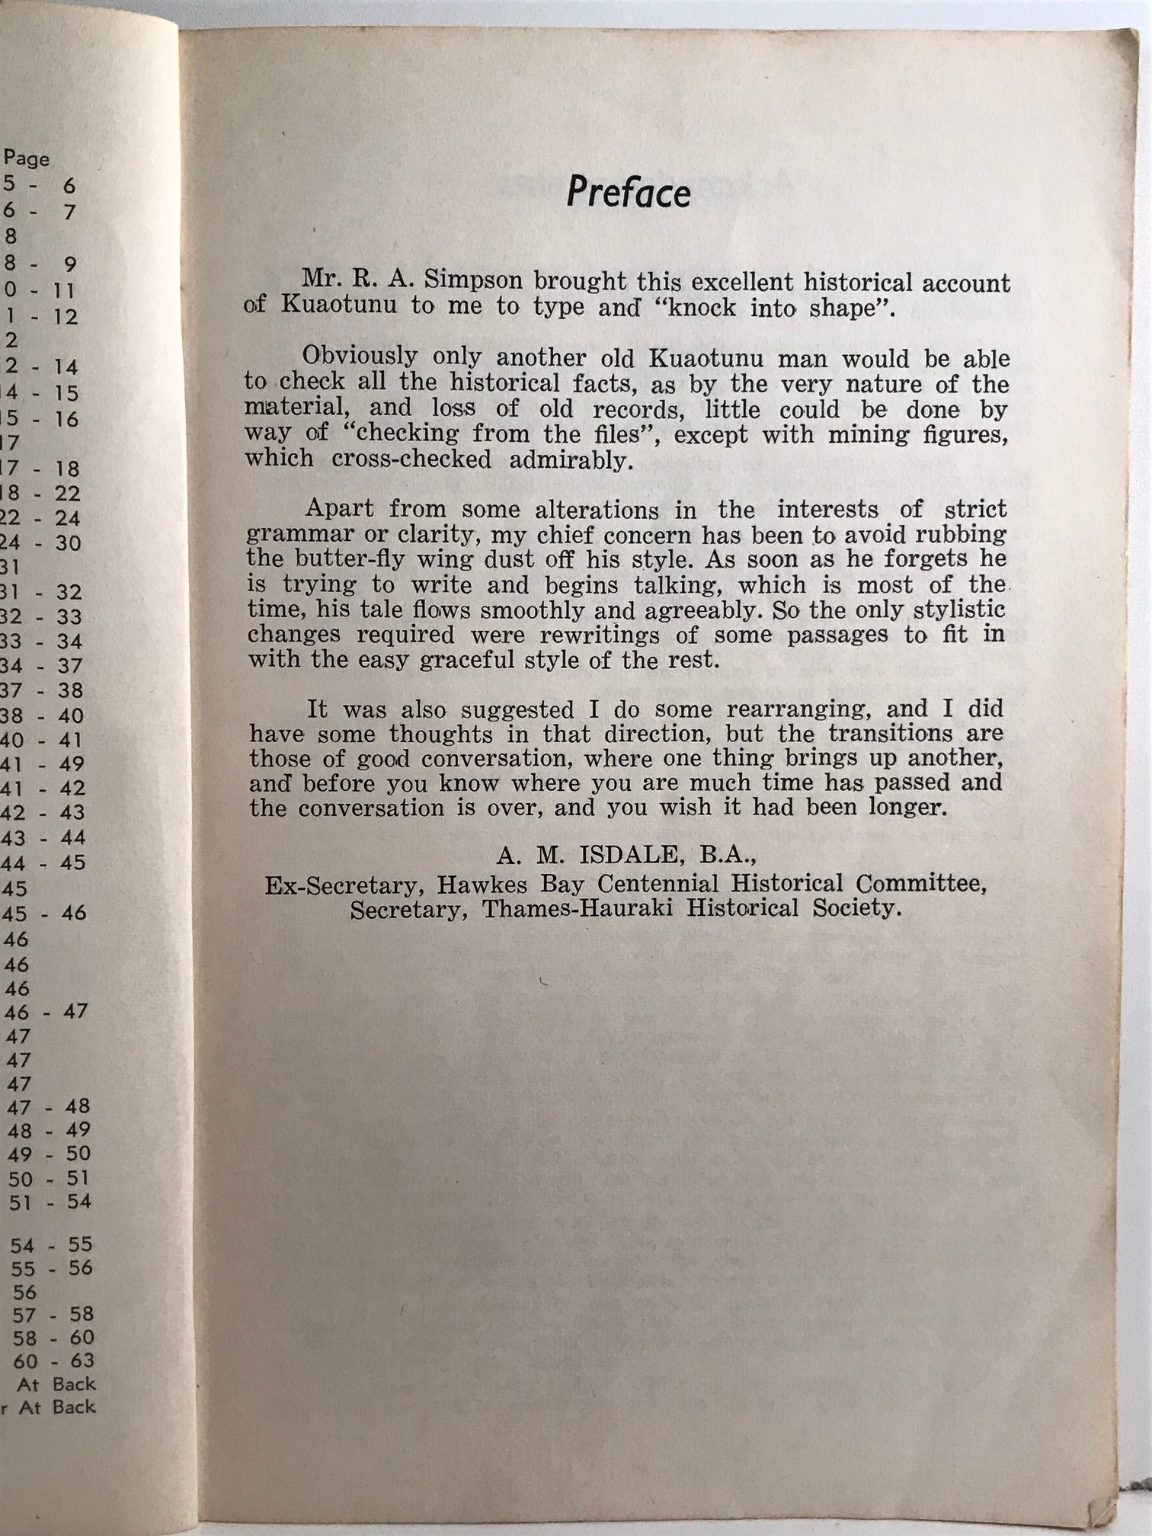 Page
5 - 6
6 - 7
8
8 - 9
0 - 11
1 - 12
2
2 - 14
14 - 15
15 - 16
17
17 - 18
18 - 22
22 - 24
24 - 30
31
31 - 32
32 - 33
33 - 34
34 - 37
37 - 38
38 - 40
40 - 41
41 - 49
41 - 42
42 - 43
43 - 44
44 - 45
45
45 - 46
46
46
46
46 - 47
47
47
47
47 - 48
48 - 49
49 - 50
50 - 51
51 - 54
54 - 55
55 - 56
56
57 - 58
58 - 60
60 - 63
At Back
r At Back
Preface
Mr. R. A. Simpson brought this excellent historical account
of Kuaotunu to me to type and “knock into shape”.
Obviously only another old Kuaotunu man would be able
to check all the historical facts, as by the very nature of the
material, and loss of old records, little could be done by
way of “checking from the files”, except with mining figures,
which cross-checked admirably.
Apart from some alterations in the interests of strict
grammar or clarity, my chief concern has been to avoid rubbing
the butter-fly wing dust off his style. As soon as he forgets he
is trying to write and begins talking, which is most of the
time, his tale flows smoothly and agreeably. So the only stylistic
changes required were rewritings of some passages to fit in
with the easy graceful style of the rest.
It was also suggested I do some rearranging, and I did
have some thoughts in that direction, but the transitions are
those of good conversation, where one thing brings up another,
and before you know where you are much time has passed and
the conversation is over, and you wish it had been longer.
A. M. ISDALE, B.A.,
Ex-Secretary, Hawkes Bay Centennial Historical Committee,
Secretary, Thames-Hauraki Historical Society.